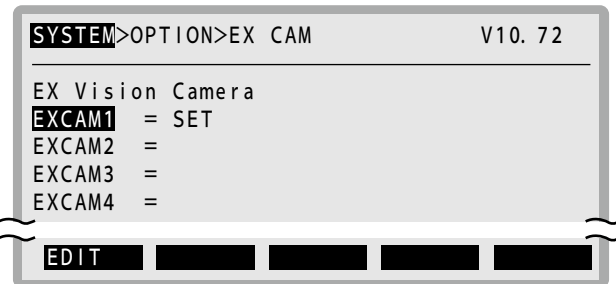 SYSTEM>OPTION>EX CAM V10.72
EX Vision Camera
EXCAM1 = SET
EXCAM2 =
EXCAM3 =
EXCAM4 =
EDIT